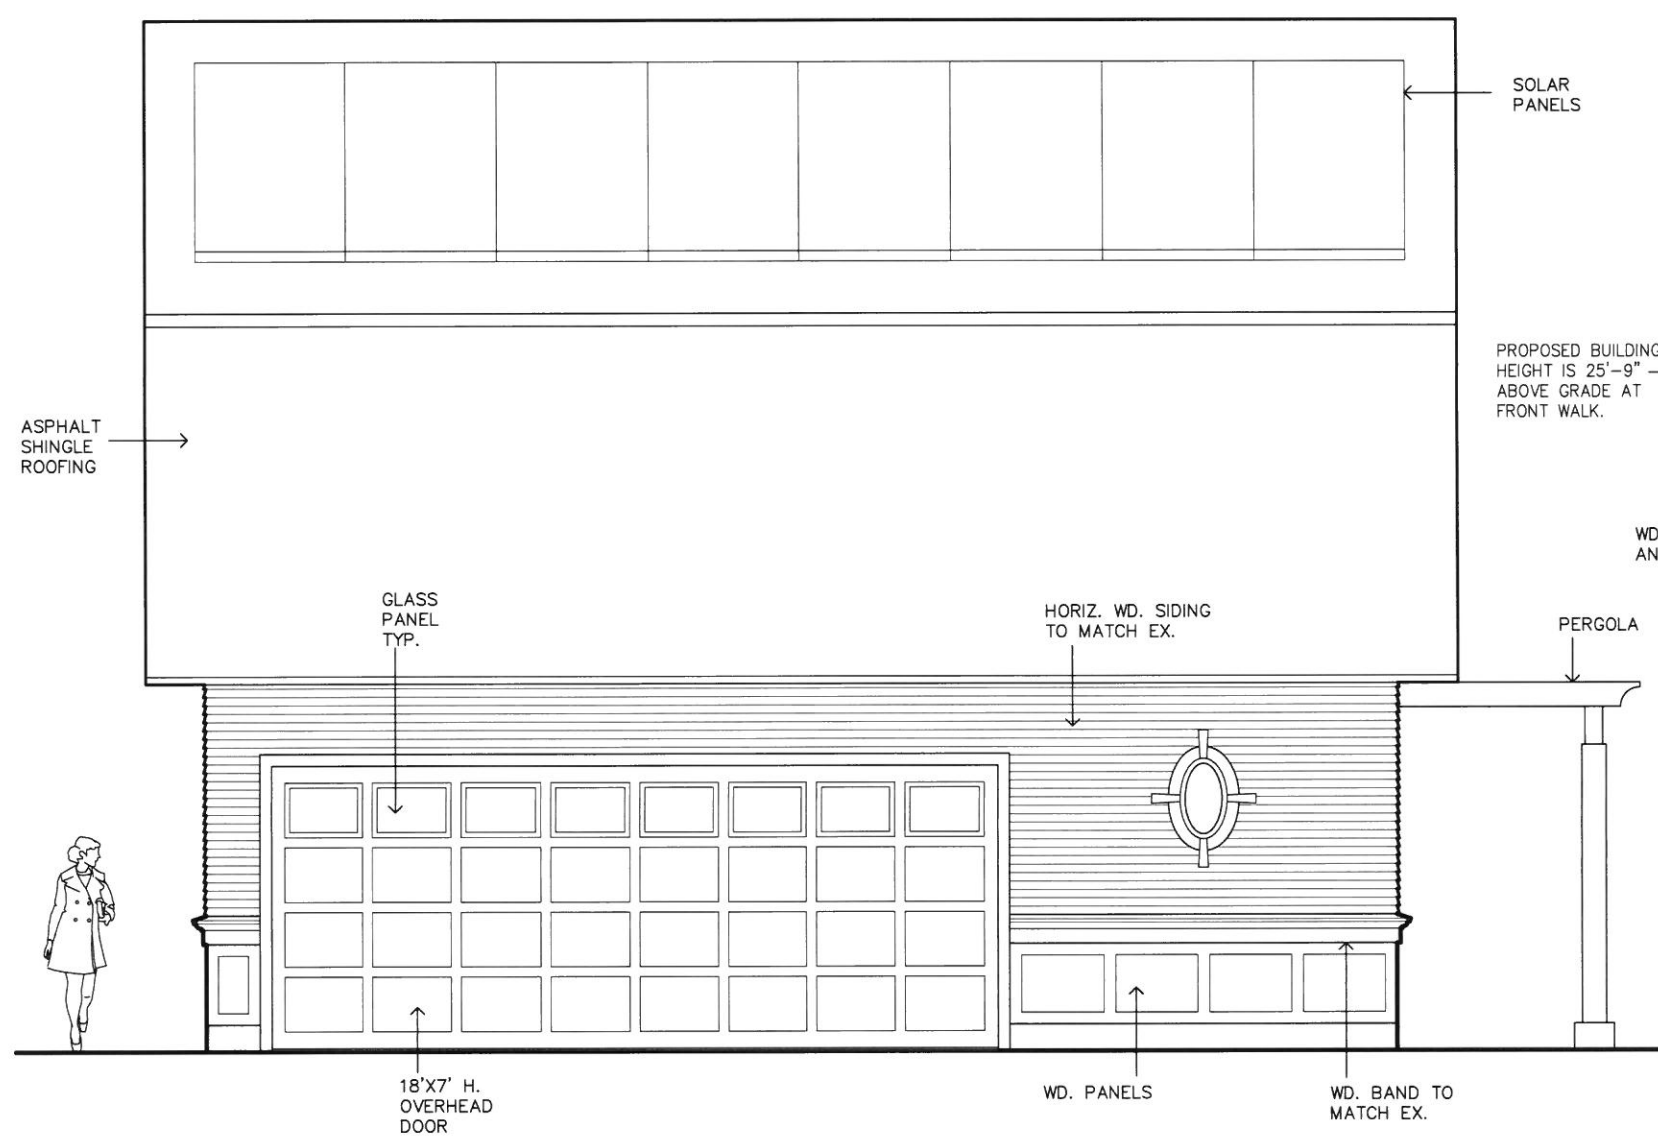 SOLAR
PANELS
PROPOSED BUILDING
HEIGHT IS 25'-9" –
ABOVE GRADE AT
FRONT WALK.
ASPHALT
SHINGLE
ROOFING
WD
AN
GLASS
PANEL
TYP.
HORIZ. WD. SIDING
TO MATCH EX.
PERGOLA
18'X7' H.
OVERHEAD
DOOR
WD. PANELS
WD. BAND TO
MATCH EX.